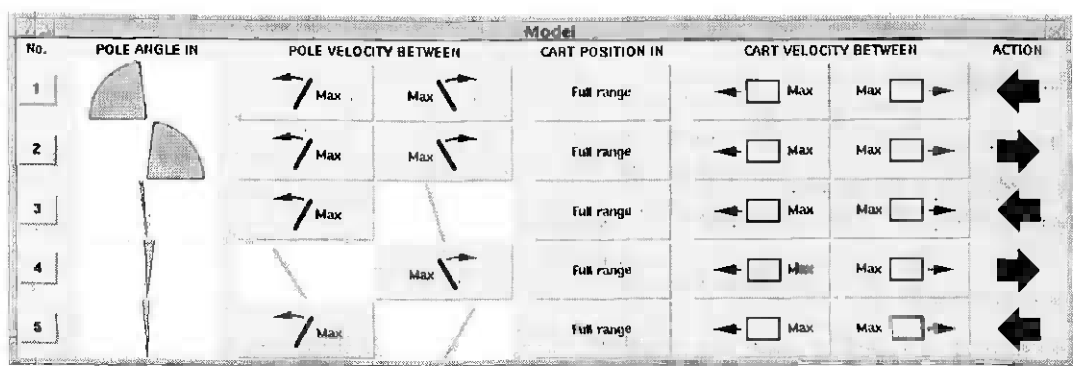 Model
No. POLE ANGLE IN POLE VELOCITY BETWEEN CART POSITION IN CART VELOCITY BETWEEN ACTION
1 Max Max Full range Max Max
2 Max Max Full range Max Max
3 Max Full range Max Max
4 Max Full range Max Max
5 Max Full range Max Max